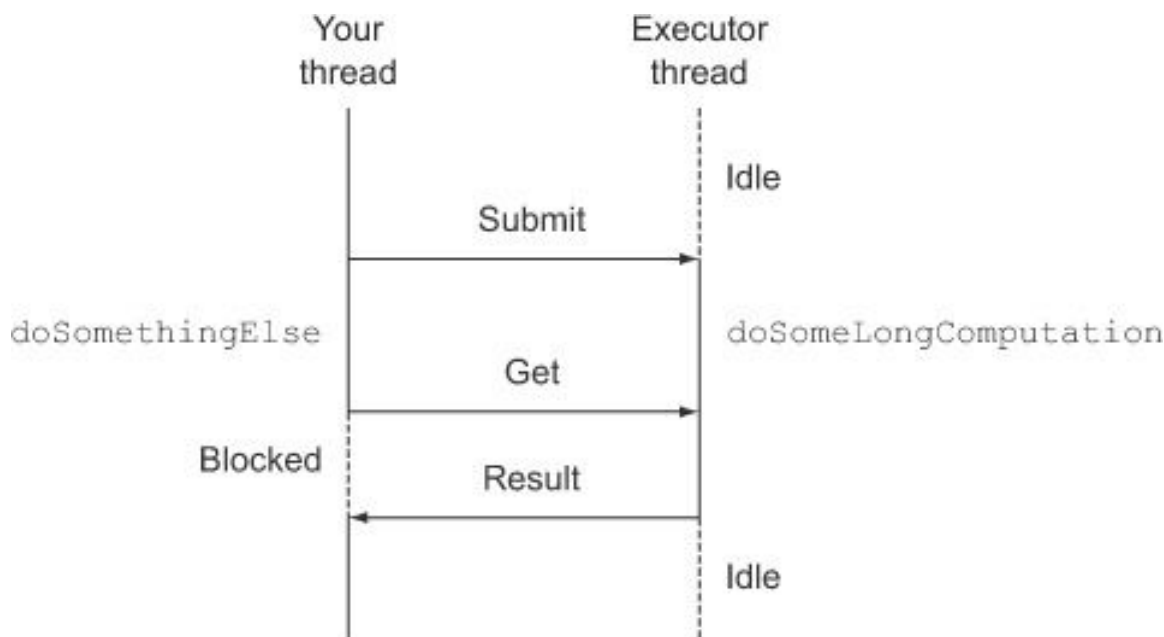 Your
thread
Executor
thread
Idle
Submit
doSomethingElse
doSomeLongComputation
Get
Blocked
Result
Idle